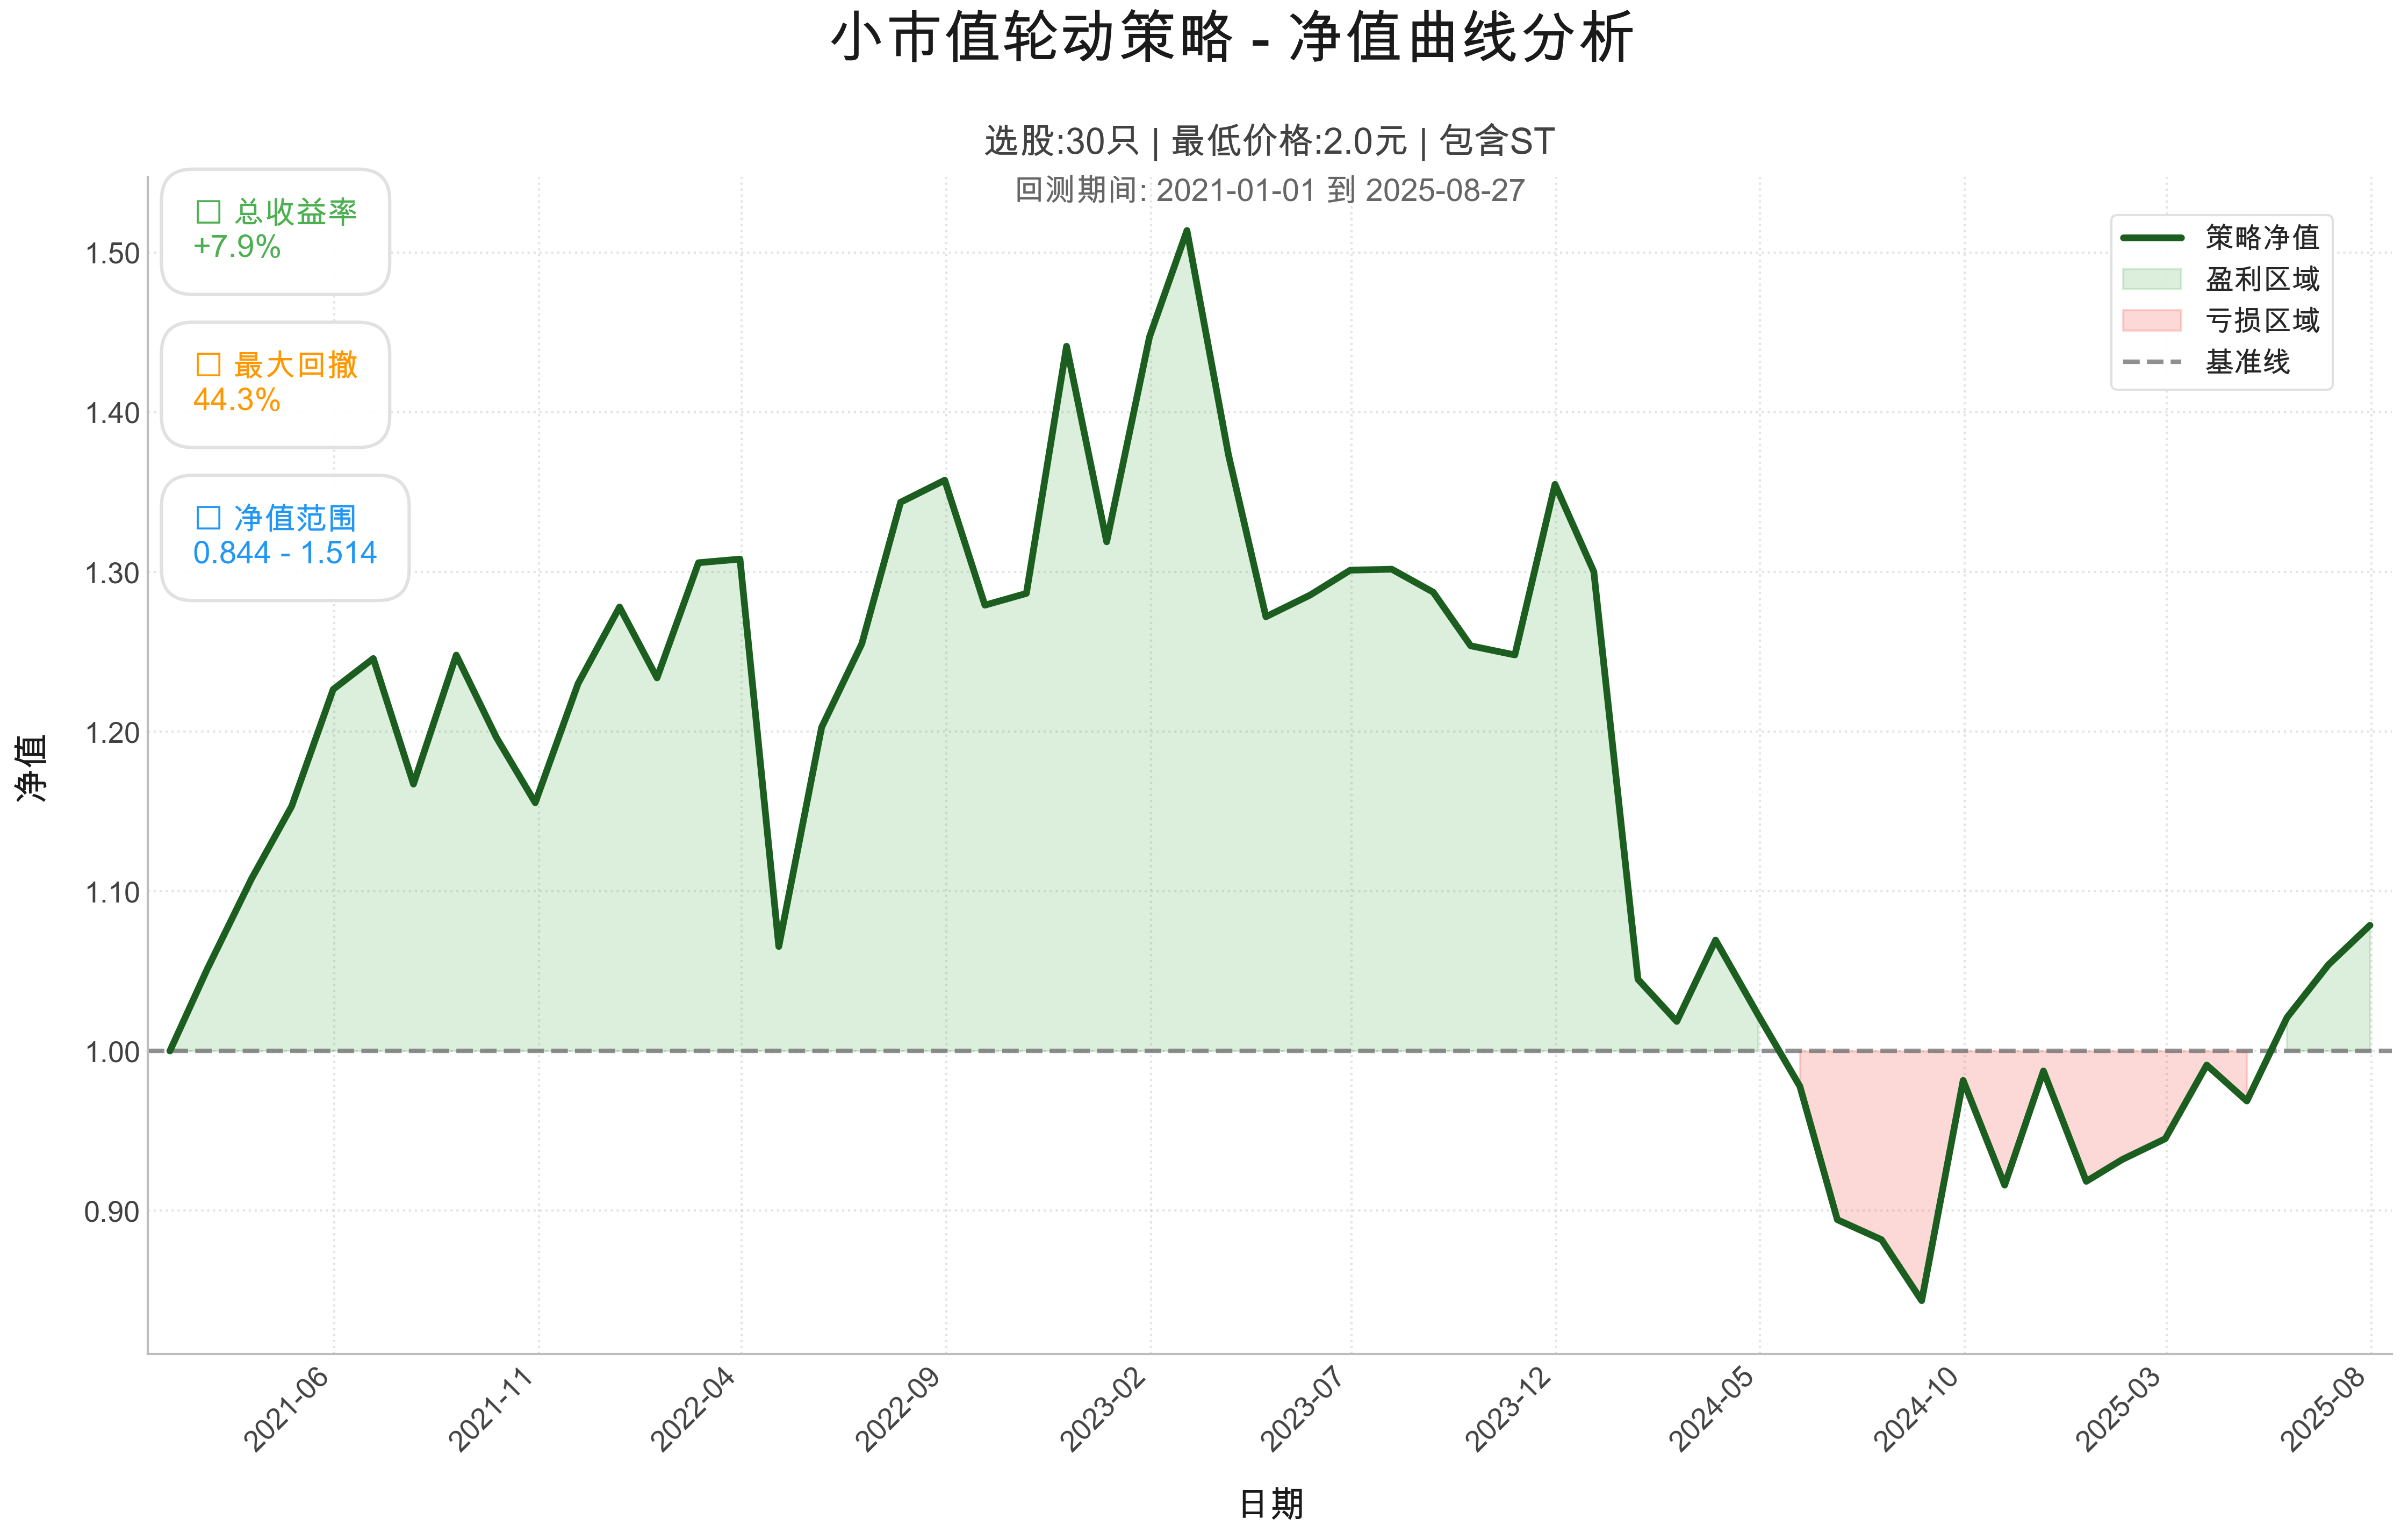 小市值轮动策略 - 净值曲线分析
选股:30只 | 最低价格:2.0元 | 包含ST
回测期间: 2021-01-01 到 2025-08-27
□ 总收益率
+7.9%
□ 最大回撤
44.3%
□ 净值范围
0.844 - 1.514
策略净值
盈利区域
亏损区域
基准线
净值
1.50
1.40
1.30
1.20
1.10
1.00
0.90
2021-06
2021-11
2022-04
2022-09
2023-02
2023-07
2023-12
2024-05
2024-10
2025-03
2025-08
日期